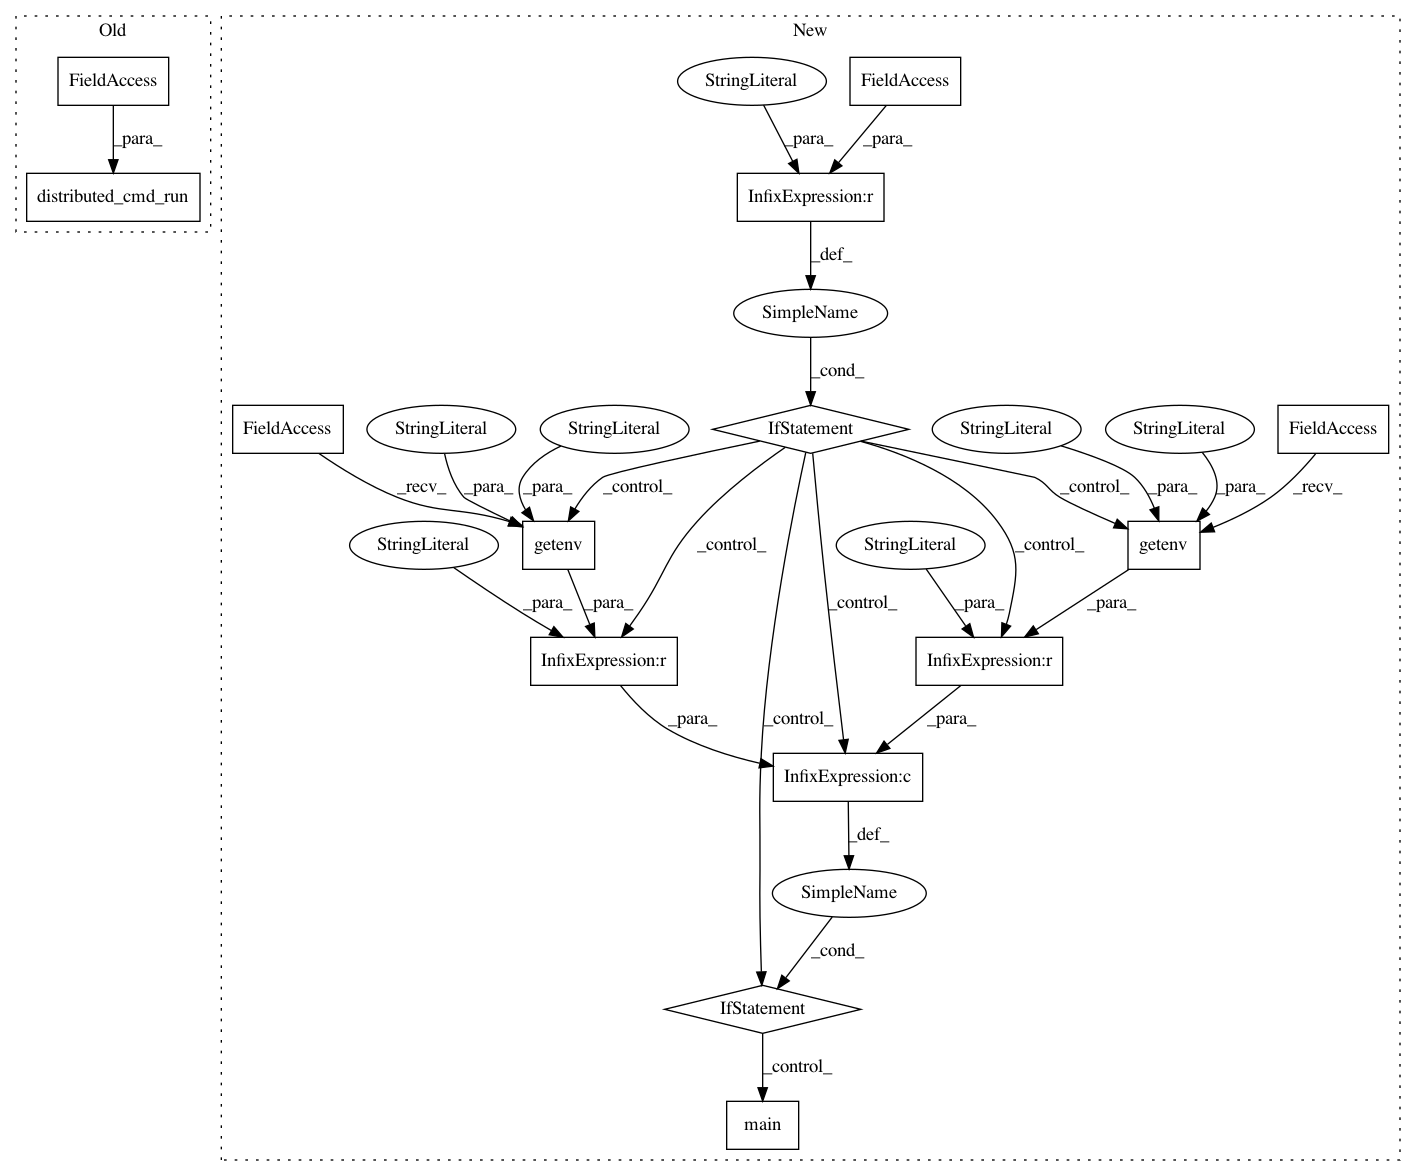 Old
New
FieldAccess
StringLiteral
FieldAccess
_para_
_para_
_para_
distributed_cmd_run
InfixExpression:r
_def_
SimpleName
_cond_
FieldAccess
StringLiteral
StringLiteral
IfStatement
StringLiteral
StringLiteral
FieldAccess
_recv_
_para_
_para_
_control_
_control_
_para_
_para_
_recv_
StringLiteral
getenv
_control_
StringLiteral
_control_
getenv
_para_
_para_
_control_
_para_
_para_
InfixExpression:r
InfixExpression:r
_para_
_control_
_para_
InfixExpression:c
_def_
SimpleName
_cond_
IfStatement
_control_
main